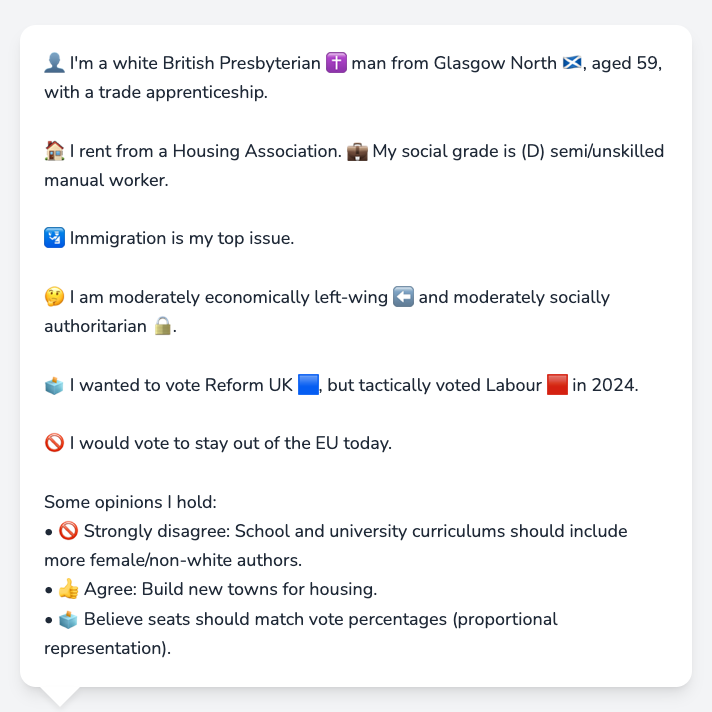 👤 I'm a white British Presbyterian ✝️ man from Glasgow North 🏴󠁧󠁢󠁳󠁣󠁴󠁿, aged 59,
with a trade apprenticeship.
🏠 I rent from a Housing Association. 💼 My social grade is (D) semi/unskilled
manual worker.
🛂 Immigration is my top issue.
🤔 I am moderately economically left-wing ⬅️ and moderately socially
authoritarian 🔒.
🗳️ I wanted to vote Reform UK 🟦, but tactically voted Labour 🟥 in 2024.
🚫 I would vote to stay out of the EU today.
Some opinions I hold:
• 🚫 Strongly disagree: School and university curriculums should include
more female/non-white authors.
• 👍 Agree: Build new towns for housing.
• 🗳️ Believe seats should match vote percentages (proportional
representation).